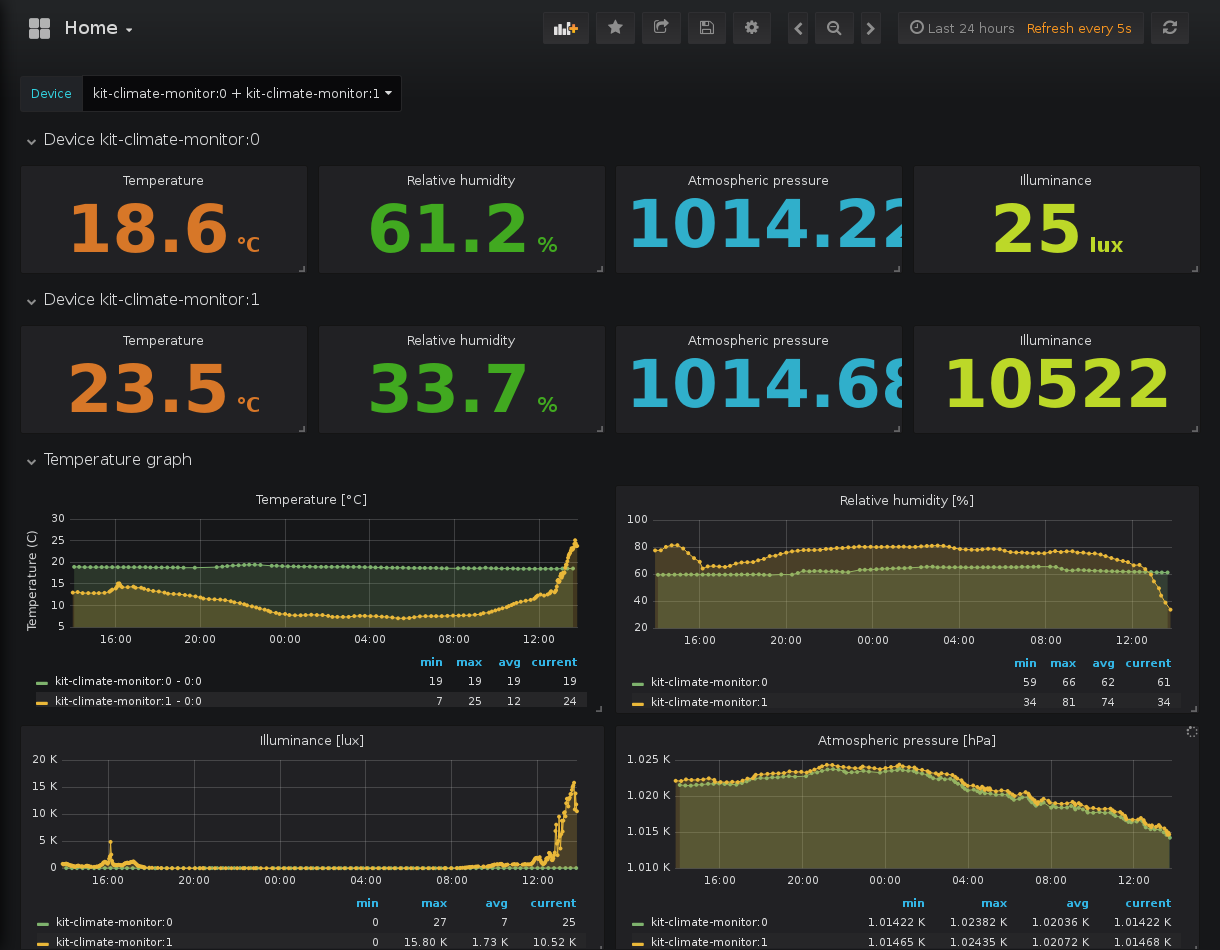 Home
Last 24 hours Refresh every 5s
Device kit-climate-monitor:0 + kit-climate-monitor:1
Device kit-climate-monitor:0
Temperature Relative humidity Atmospheric pressure Illuminance
18.6 °C 61.2 % 1014.22 25 lux
Device kit-climate-monitor:1
Temperature Relative humidity Atmospheric pressure Illuminance
23.5 °C 33.7 % 1014.68 10522
Temperature graph
Temperature [°C]
Temperature (C)
30
25
20
15
10
5
16:00 20:00 00:00 04:00 08:00 12:00
min max avg current
kit-climate-monitor:0 - 0:0 19 19 19 19
kit-climate-monitor:1 - 0:0 7 25 12 24
Relative humidity [%]
100
80
60
40
20
16:00 20:00 00:00 04:00 08:00 12:00
min max avg current
kit-climate-monitor:0 59 66 62 61
kit-climate-monitor:1 34 81 74 34
Illuminance [lux]
20 K
15 K
10 K
5 K
0
16:00 20:00 00:00 04:00 08:00 12:00
min max avg current
kit-climate-monitor:0 0 27 7 25
kit-climate-monitor:1 0 15.80 K 1.73 K 10.52 K
Atmospheric pressure [hPa]
1.025 K
1.020 K
1.015 K
1.010 K
16:00 20:00 00:00 04:00 08:00 12:00
min max avg current
kit-climate-monitor:0 1.01422 K 1.02382 K 1.02036 K 1.01422 K
kit-climate-monitor:1 1.01465 K 1.02435 K 1.02072 K 1.01468 K